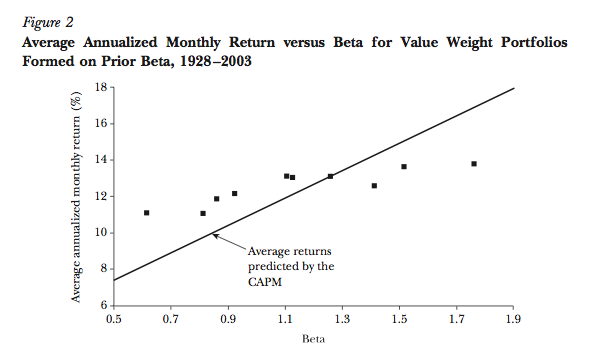 Figure 2
Average Annualized Monthly Return versus Beta for Value Weight Portfolios
Formed on Prior Beta, 1928–2003
Average annualized monthly return (%)
18
16
14
12
10
8
6
Average returns
predicted by the
CAPM
0.5 0.7 0.9 1.1 1.3 1.5 1.7 1.9
Beta